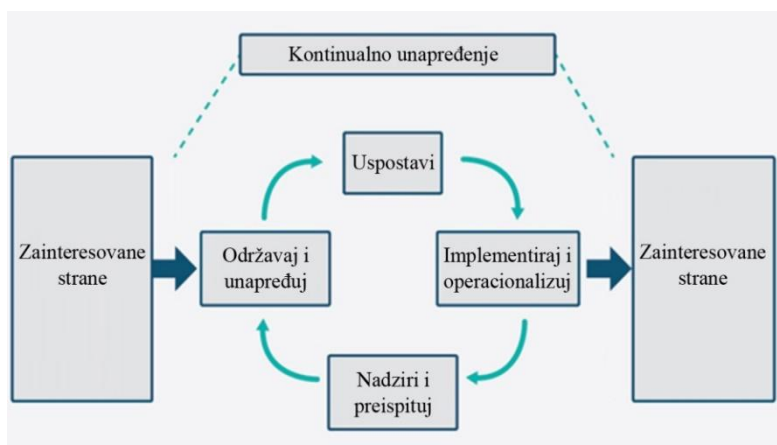 Kontinualno unapređenje
Uspostavi
Zainteresovane
strane
Održavaj i
unapređuj
Implementiraj i
operacionalizuj
Zainteresovane
strane
Nadziri i
preispituj